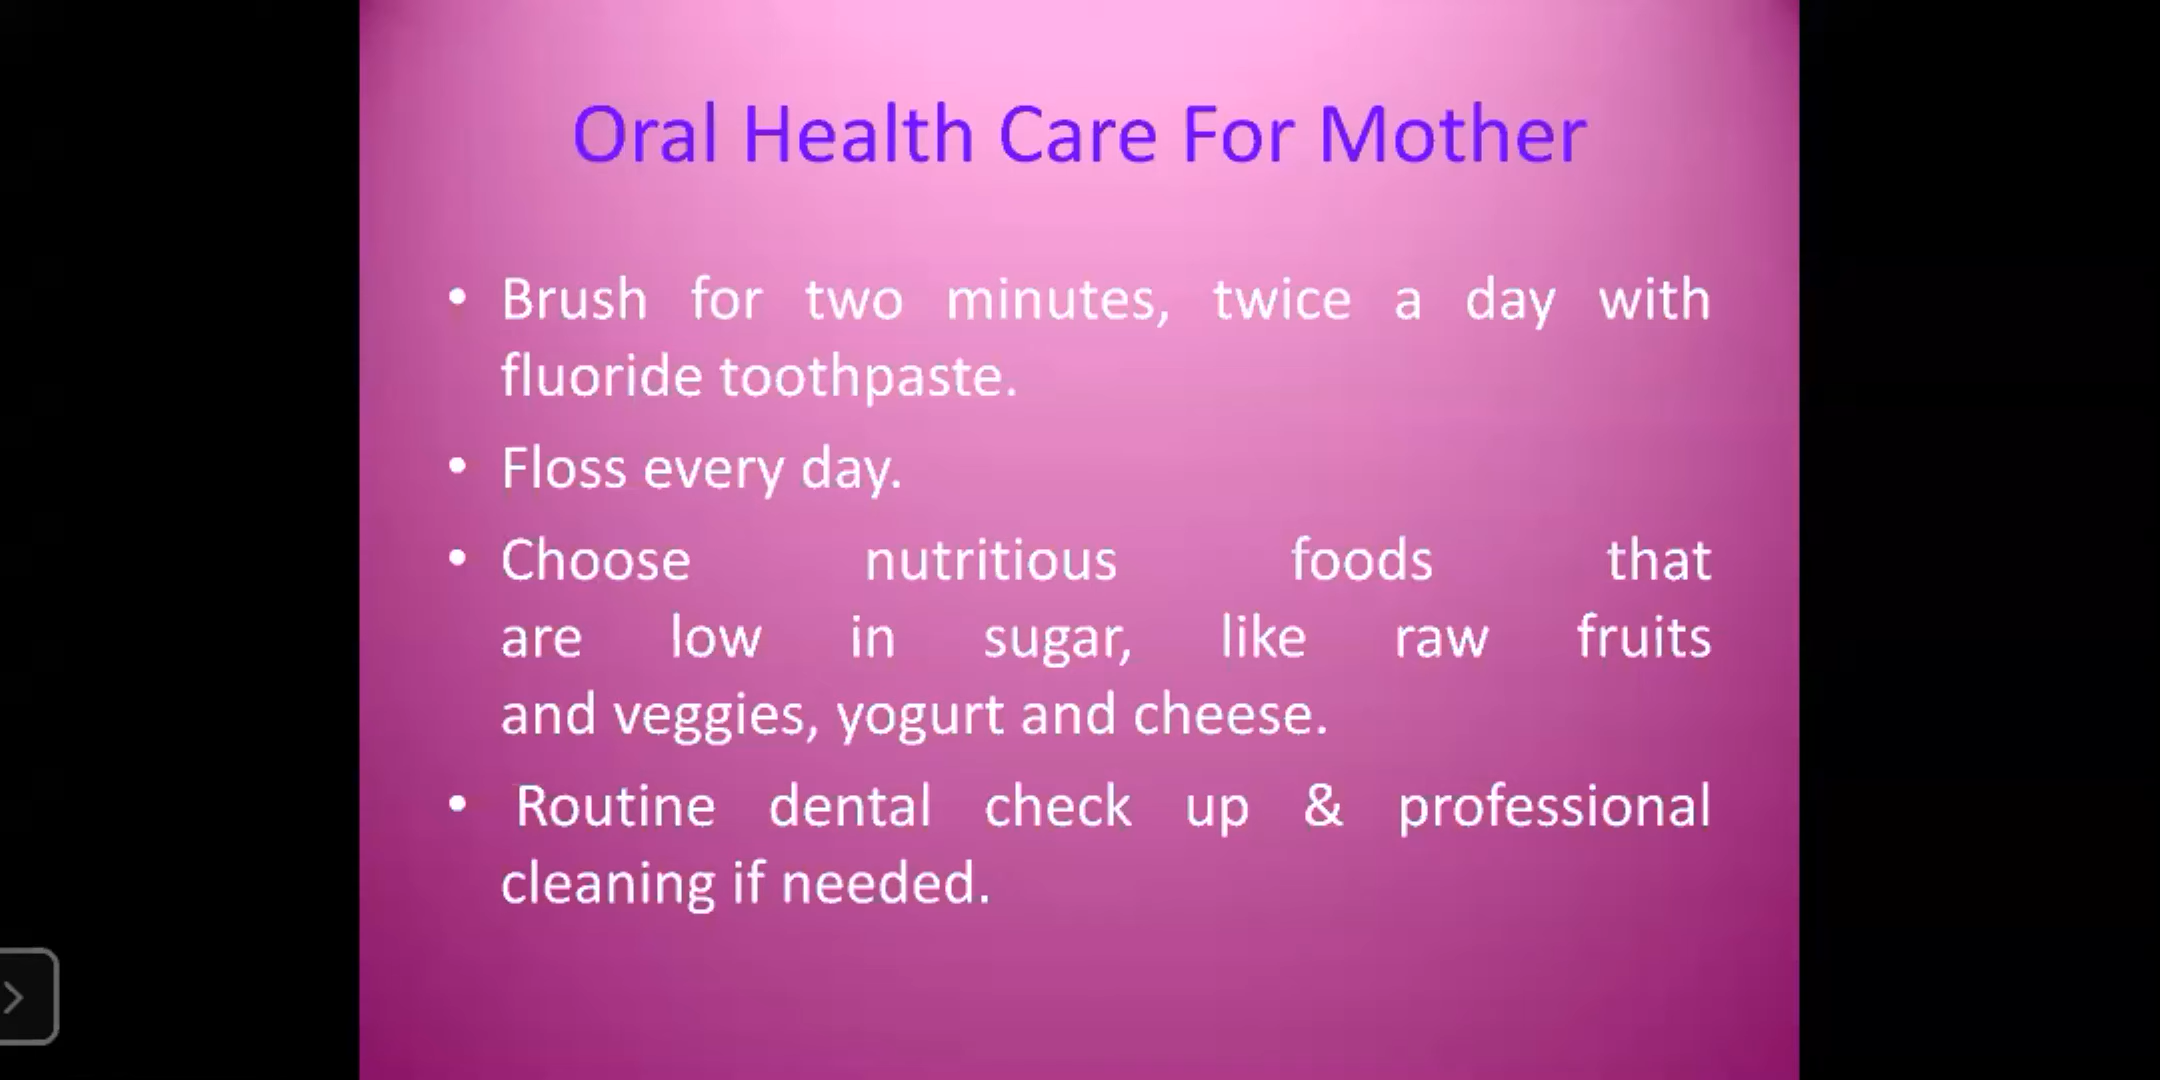 Oral Health Care For Mother
• Brush for two minutes, twice a day with
fluoride toothpaste.
• Floss every day.
• Choose nutritious foods that
are low in sugar, like raw fruits
and veggies, yogurt and cheese.
• Routine dental check up & professional
cleaning if needed.